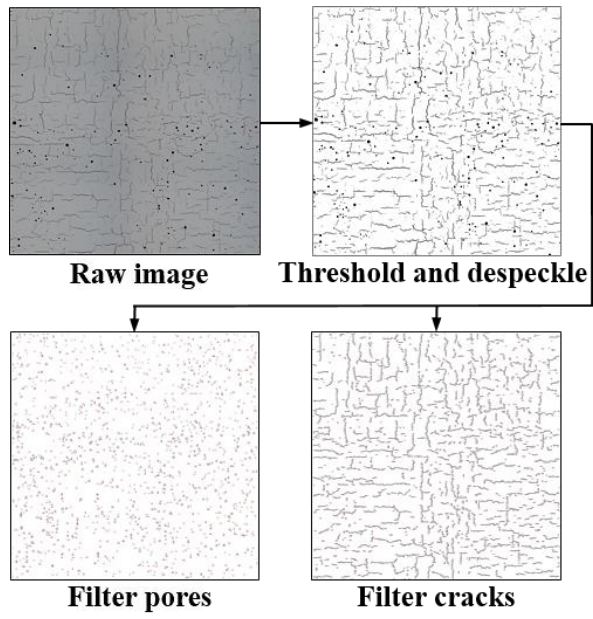 Raw image
Threshold and despeckle
Filter pores
Filter cracks